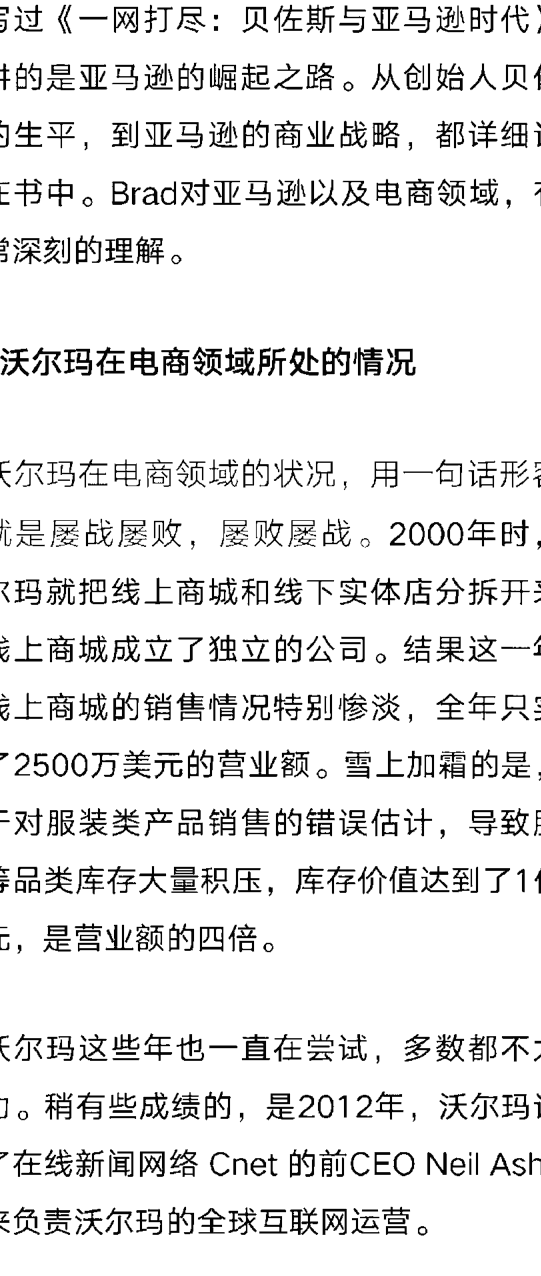 写过《一网打尽：贝佐斯与亚马逊时代》
讲的是亚马逊的崛起之路。从创始人贝佐
的生平，到亚马逊的商业战略，都详细记
在书中。Brad对亚马逊以及电商领域，有
常深刻的理解。
沃尔玛在电商领域所处的情况
沃尔玛在电商领域的状况，用一句话形容
就是屡战屡败，屡败屡战。2000年时，
尔玛就把线上商城和线下实体店分拆开来
线上商城成立了独立的公司。结果这一年
线上商城的销售情况特别惨淡，全年只实
了2500万美元的营业额。雪上加霜的是，
于对服装类产品销售的错误估计，导致服
等品类库存大量积压，库存价值达到了1亿
元，是营业额的四倍。
沃尔玛这些年也一直在尝试，多数都不太
力。稍有些成绩的，是2012年，沃尔玛请
了在线新闻网络 Cnet 的前CEO Neil Ash
来负责沃尔玛的全球互联网运营。